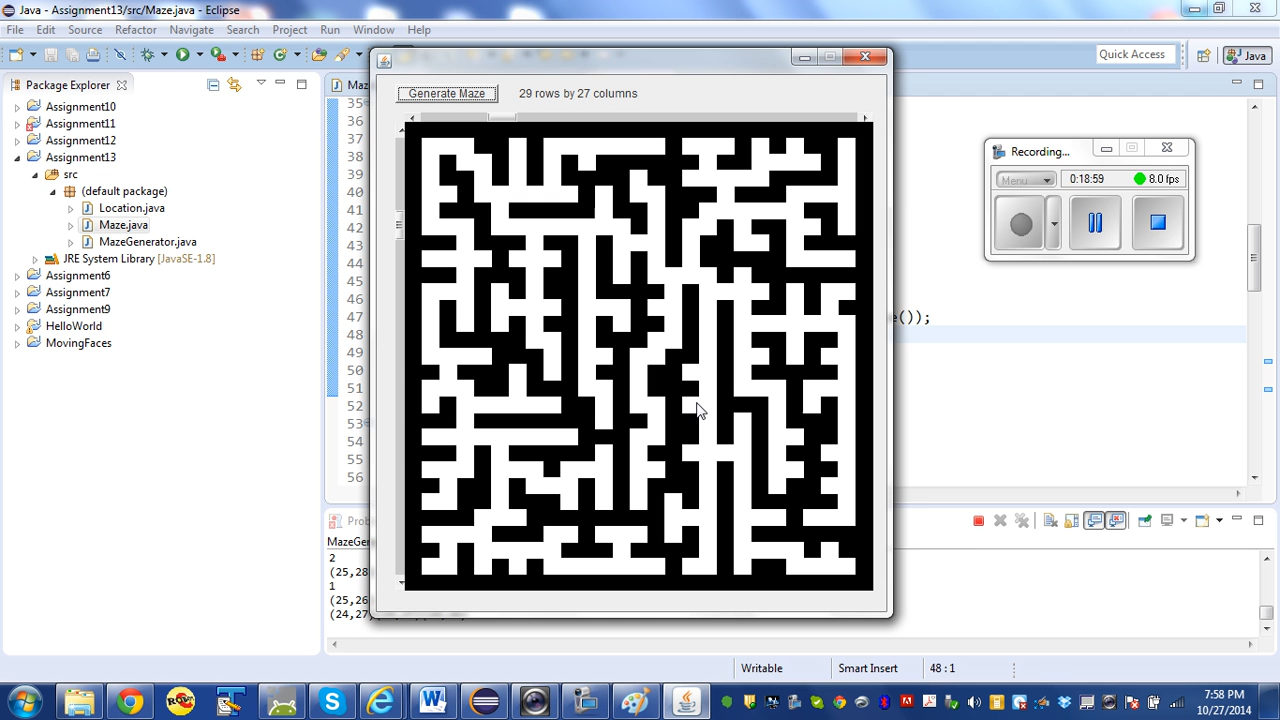 Java - Assignment13/src/Maze.java - Eclipse
File Edit Source Refactor Navigate Search Project Run Window Help
Quick Access
Java
Package Explorer
Generate Maze 29 rows by 27 columns
Recording...
Menu 0:18:59 8.0 fps
Assignment10
Assignment11
Assignment12
Assignment13
src
(default package)
Location.java
Maze.java
MazeGenerator.java
JRE System Library [JavaSE-1.8]
Assignment6
Assignment7
Assignment9
HelloWorld
MovingFaces
35
36
37
38
39
40
41
42
43
44
45
46
47 e());
48
49
50
51
52
53
54
55
56
2
(25,28
1
(25,26
(24,27)
Writable Smart Insert 48 : 1
7:58 PM
10/27/2014